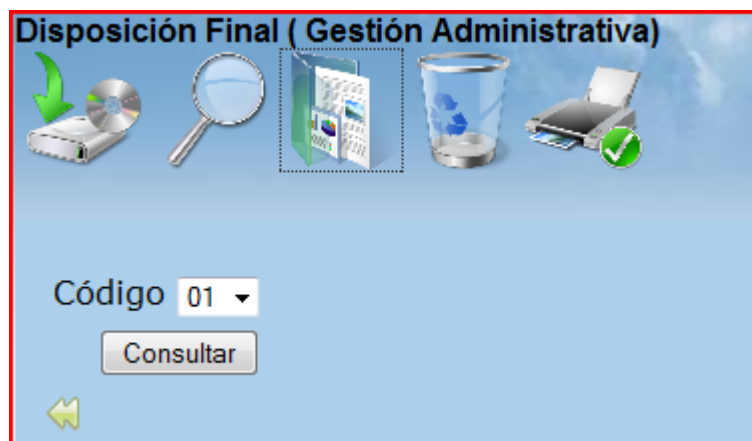 Disposición Final ( Gestión Administrativa)
Código 01
Consultar